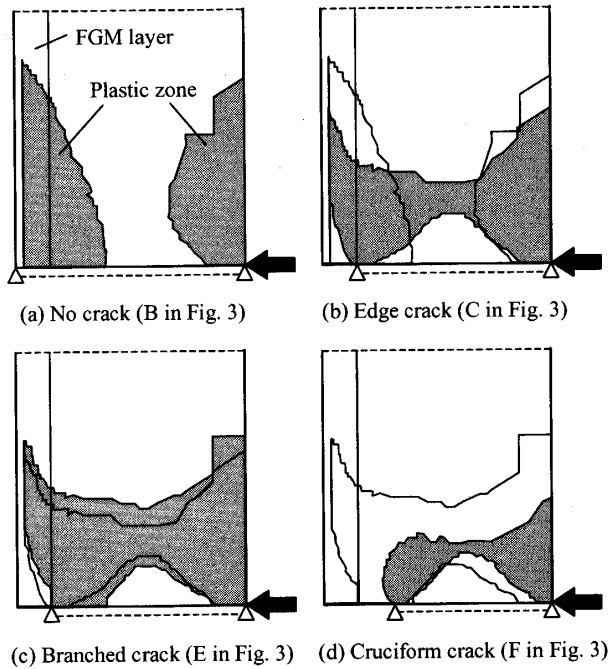 FGM layer
Plastic zone
(a) No crack (B in Fig. 3)
(b) Edge crack (C in Fig. 3)
(c) Branched crack (E in Fig. 3)
(d) Cruciform crack (F in Fig. 3)